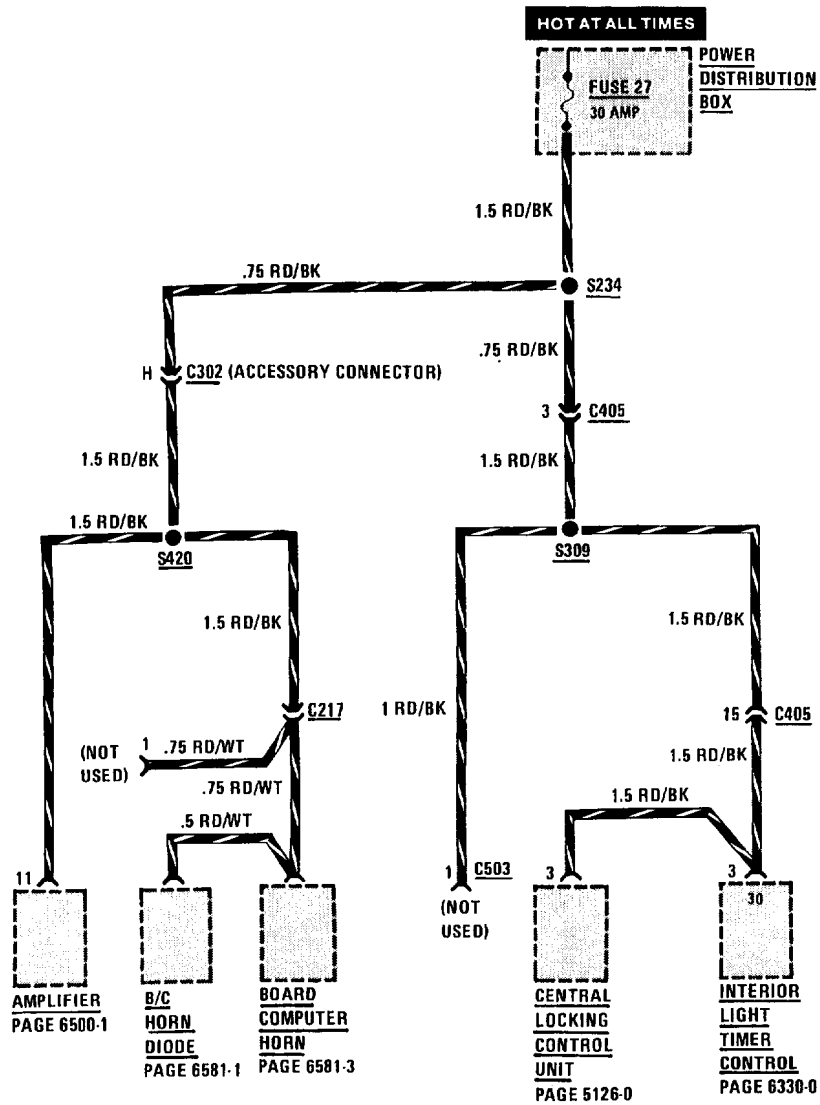 HOT AT ALL TIMES
POWER
DISTRIBUTION
BOX
FUSE 27
30 AMP
1.5 RD/BK
.75 RD/BK
S234
.75 RD/BK
H
C302 (ACCESSORY CONNECTOR)
3
C405
1.5 RD/BK
1.5 RD/BK
1.5 RD/BK
S420
S309
1.5 RD/BK
1.5 RD/BK
1 RD/BK
C217
15
C405
(NOT
USED)
1
.75 RD/WT
1.5 RD/BK
.75 RD/WT
1.5 RD/BK
.5 RD/WT
11
1
C503
(NOT
USED)
3
3
30
AMPLIFIER
PAGE 6500-1
B/C
HORN
DIODE
PAGE 6581-1
BOARD
COMPUTER
HORN
PAGE 6581-3
CENTRAL
LOCKING
CONTROL
UNIT
PAGE 5126-0
INTERIOR
LIGHT
TIMER
CONTROL
PAGE 6330-0